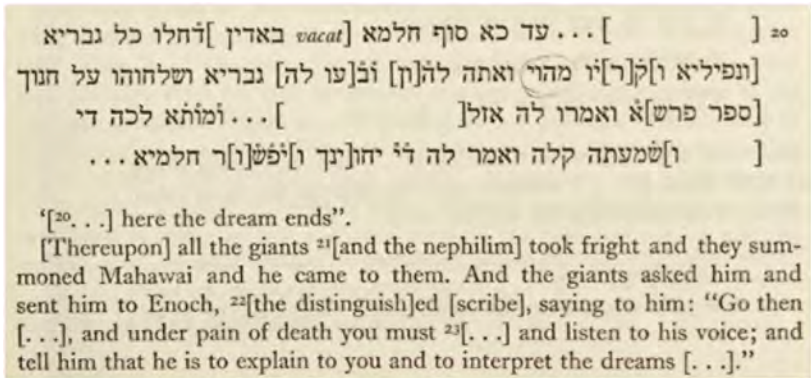 20 [ ] ... עד כא סוף חלמא [vacat באדין ]דחלו כל גבריא
[ונפיליא ו]ק[ר]יו מהוי ואתה לה[ון] וב[עו לה] גבריא ושלחוהו על חנוך
[ספר פרש]א ואמרו לה אזל[ ]... ומותא לכה די
[ ו]שמעתה קלה ואמר לה די יחו[ינך ו]יפש[ו]ר חלמיא ...
‘[²⁰. . .] here the dream ends”.
[Thereupon] all the giants ²¹[and the nephilim] took fright and they sum-
moned Mahawai and he came to them. And the giants asked him and
sent him to Enoch, ²²[the distinguish]ed [scribe], saying to him: “Go then
[. . .], and under pain of death you must ²³[. . .] and listen to his voice; and
tell him that he is to explain to you and to interpret the dreams [. . .].”